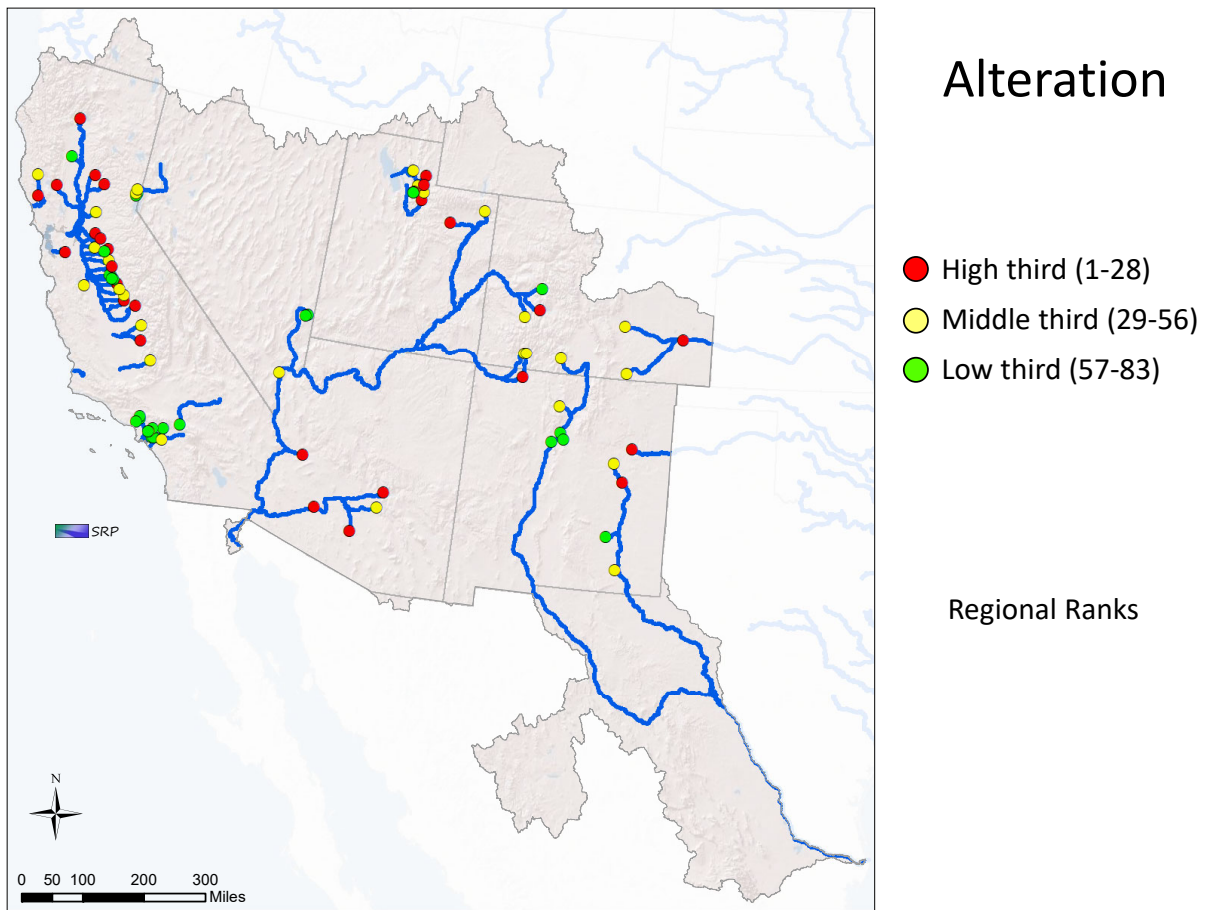 Alteration
High third (1-28)
Middle third (29-56)
Low third (57-83)
SRP
Regional Ranks
N
0 50 100 200 300
Miles